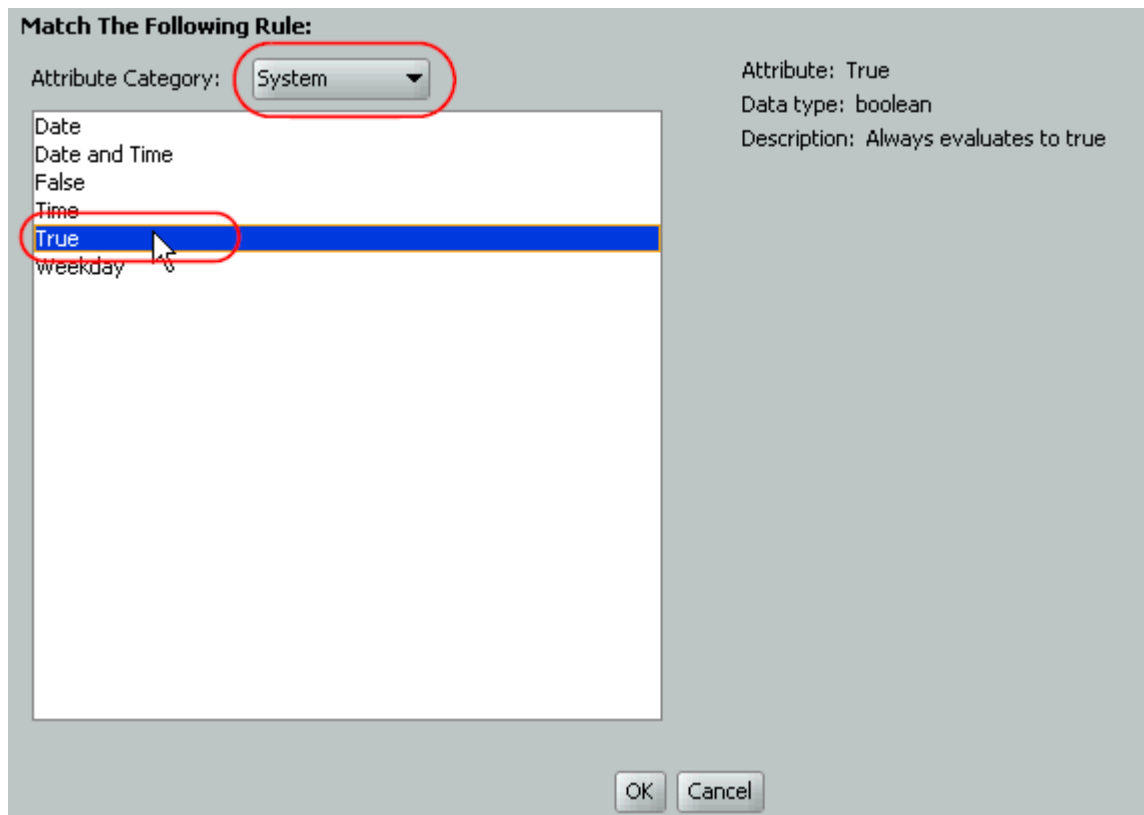 Match The Following Rule:
Attribute Category: System
Date
Date and Time
False
Time
True
Weekday
Attribute: True
Data type: boolean
Description: Always evaluates to true
OK Cancel